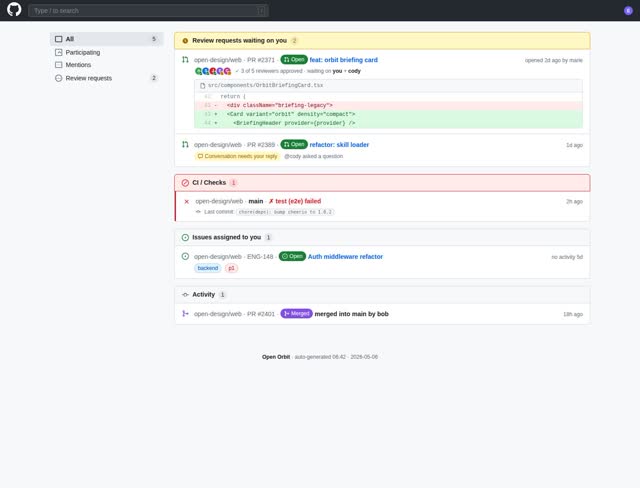 Type / to search /
All 5
Participating
Mentions
Review requests 2
Review requests waiting on you 2
open-design/web · PR #2371 · Open feat: orbit briefing card opened 2d ago by marie
✓ 3 of 5 reviewers approved · waiting on you + cody
src/components/OrbitBriefingCard.tsx
return (
- <div className="briefing-legacy">
+ <Card variant="orbit" density="compact">
+ <BriefingHeader provider={provider} />
open-design/web · PR #2389 · Open refactor: skill loader 1d ago
Conversation needs your reply @cody asked a question
CI / Checks 1
open-design/web · main · ✗ test (e2e) failed 2h ago
Last commit: chore(deps): bump cheerio to 1.0.2
Issues assigned to you 1
open-design/web · ENG-148 · Open Auth middleware refactor no activity 5d
backend p1
Activity 1
open-design/web · PR #2401 · Merged merged into main by bob 18h ago
Open Orbit · auto-generated 06:42 · 2026-05-06